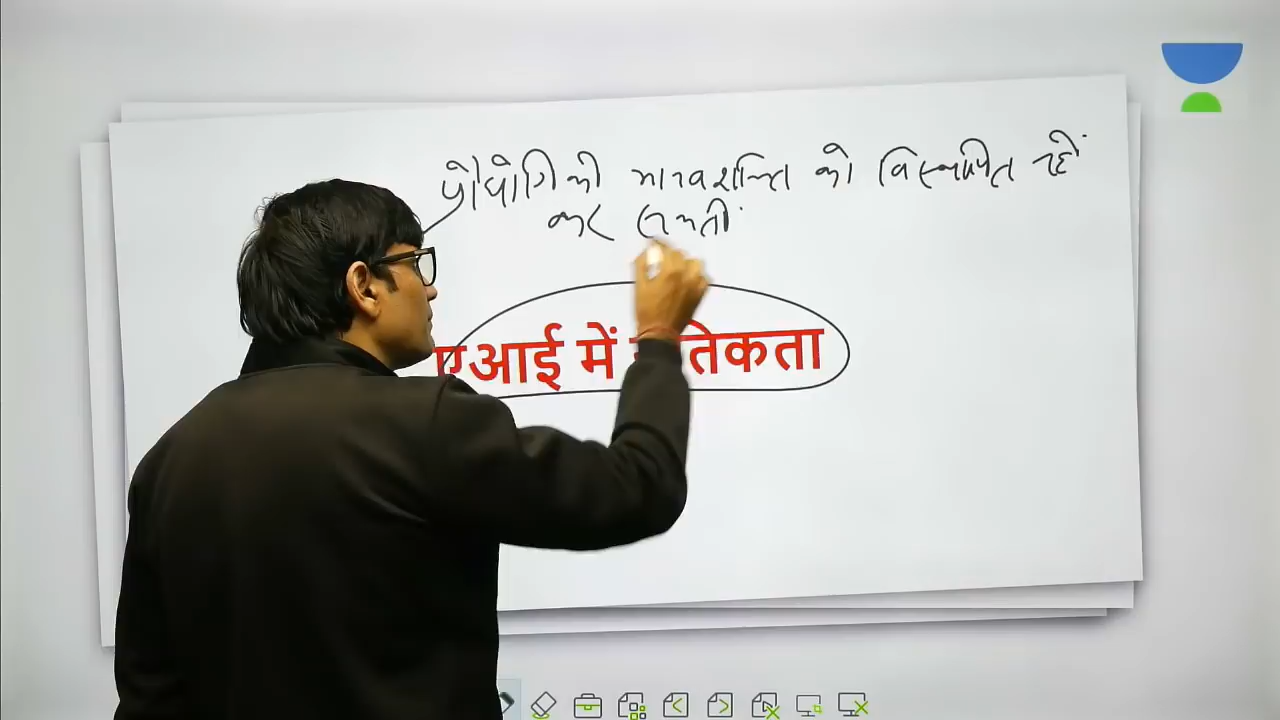 प्रौद्योगिकी मानवशक्ति को विस्थापित नहीं
कर सकती
एआई में नैतिकता